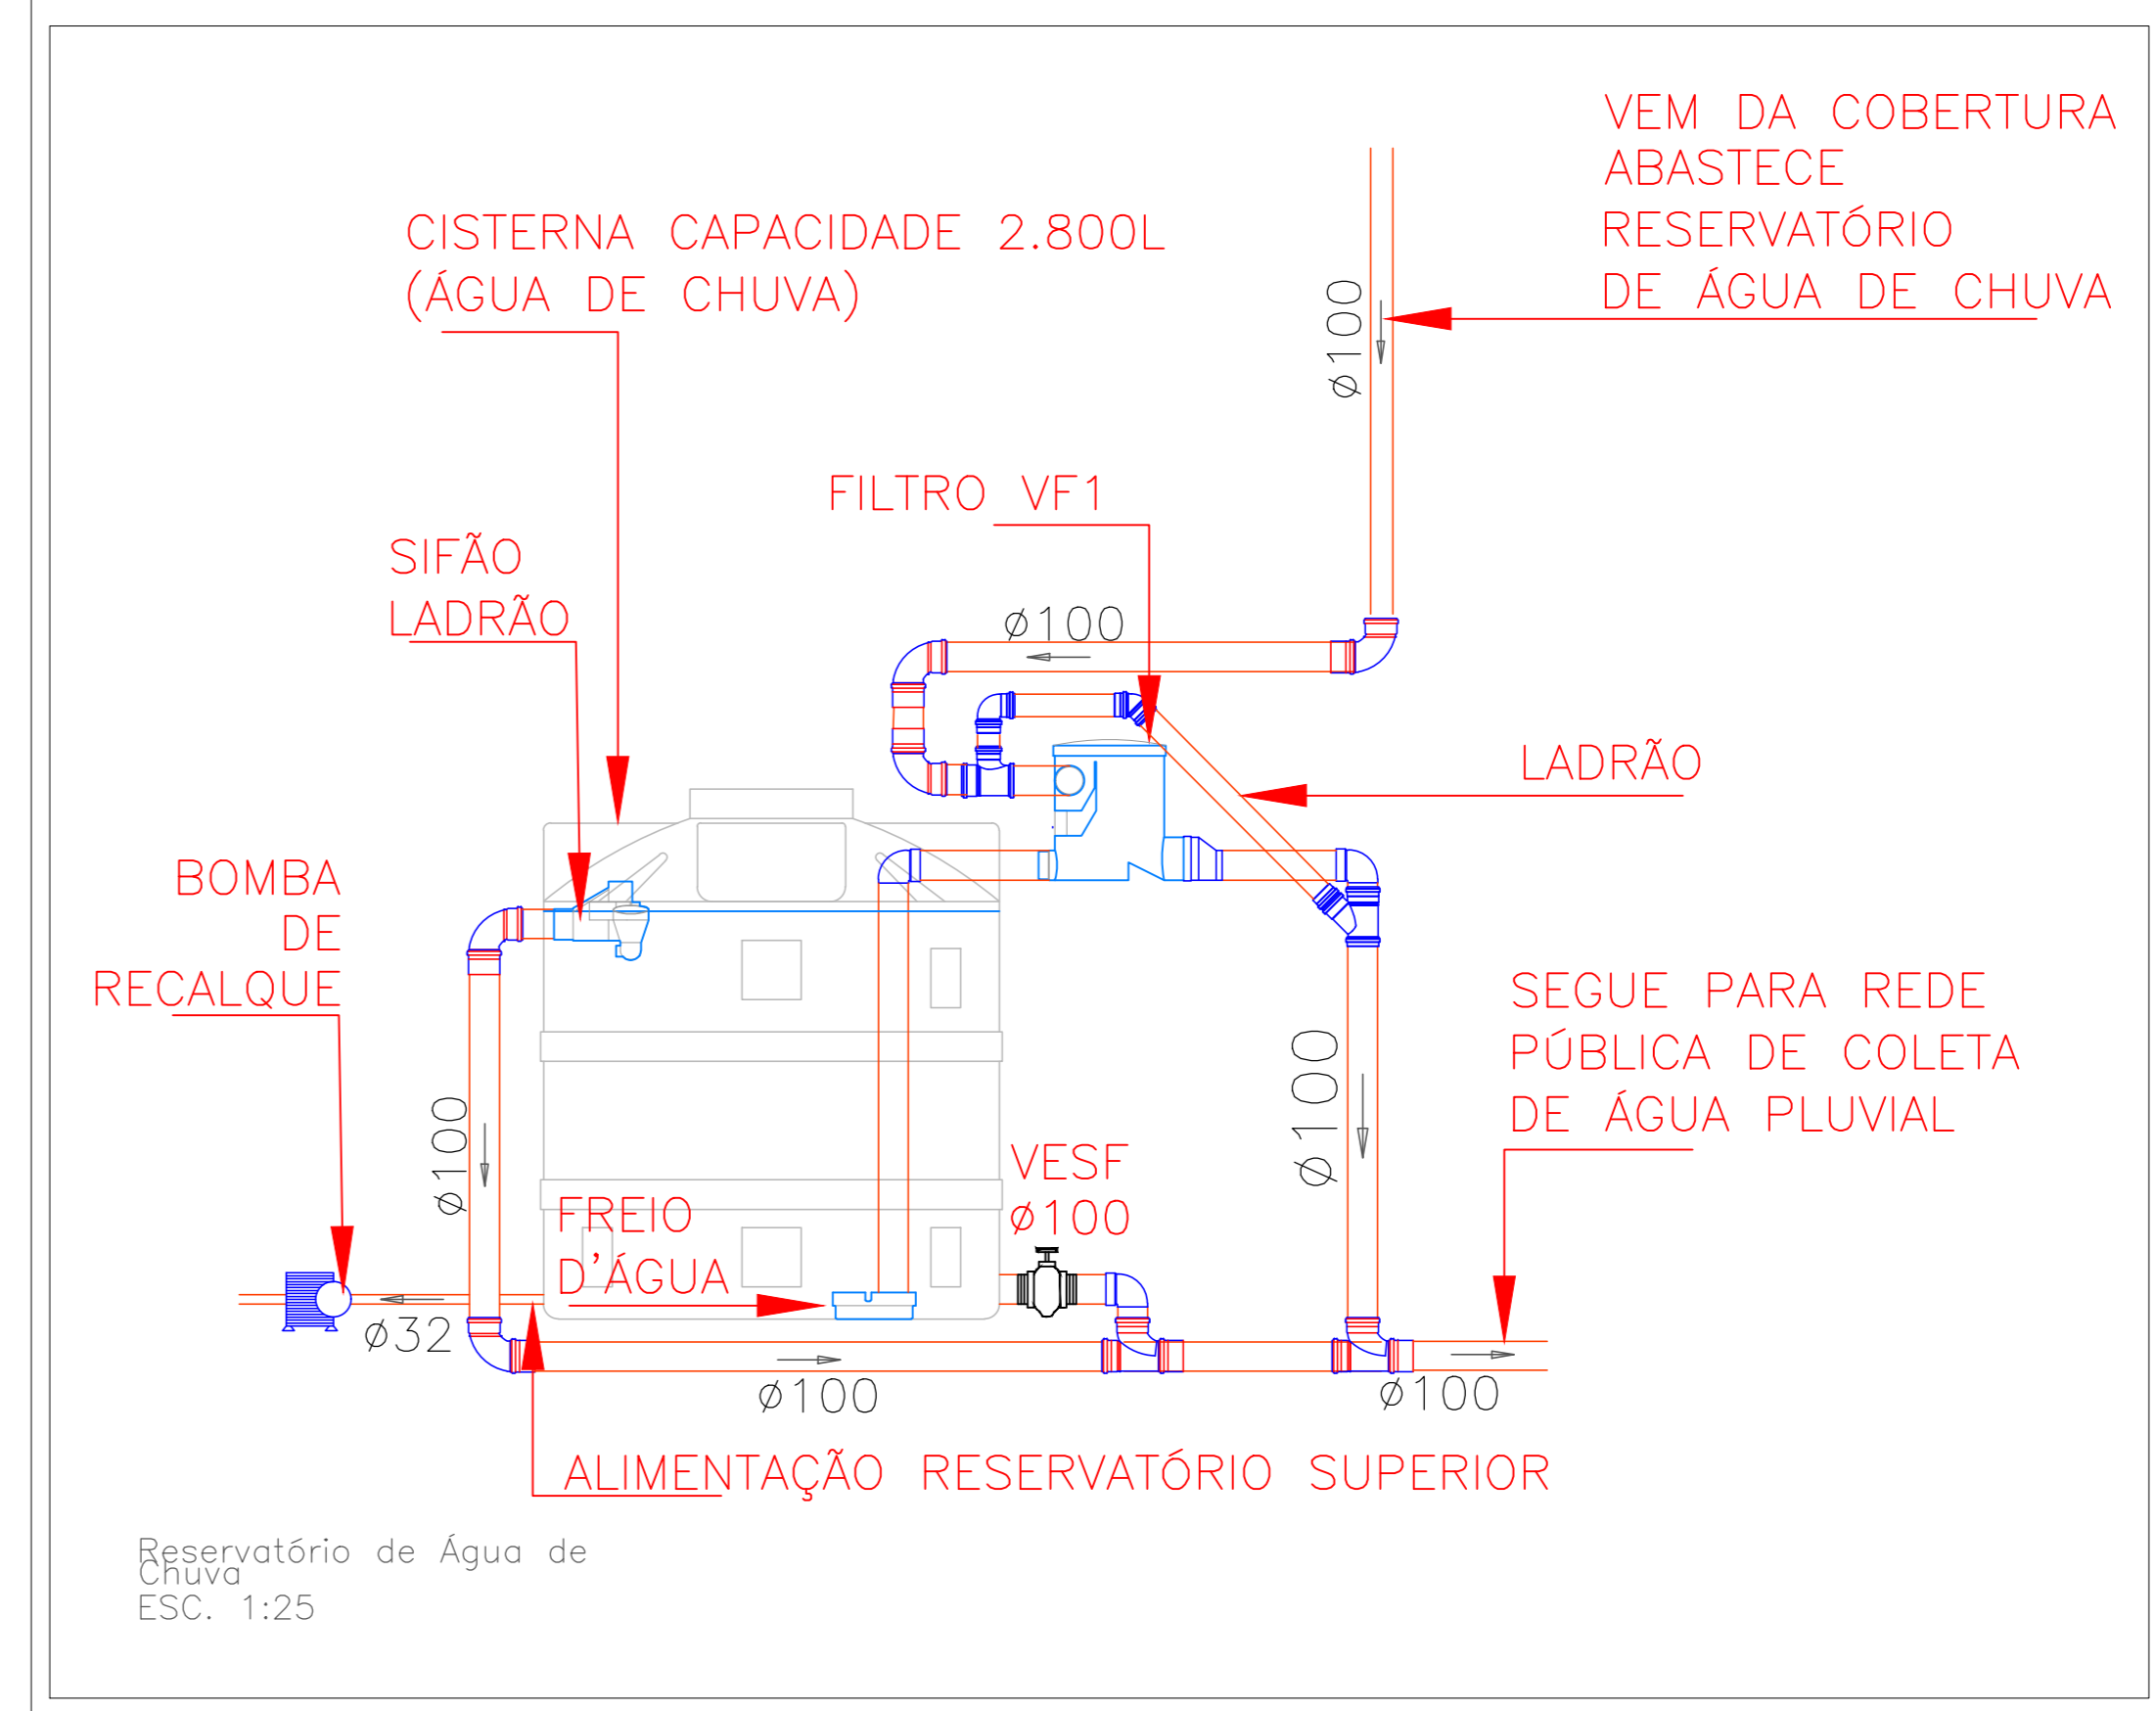 VEM DA COBERTURA
ABASTECE
RESERVATÓRIO
DE ÁGUA DE CHUVA
CISTERNA CAPACIDADE 2.800L
(ÁGUA DE CHUVA)
ø100
FILTRO VF1
SIFÃO
LADRÃO
ø100
LADRÃO
BOMBA
DE
RECALQUE
SEGUE PARA REDE
PÚBLICA DE COLETA
DE ÁGUA PLUVIAL
ø100
ø100
VESF
ø100
FREIO
D'ÁGUA
ø32
ø100
ø100
ALIMENTAÇÃO RESERVATÓRIO SUPERIOR
Reservatório de Água de
Chuva
ESC. 1:25